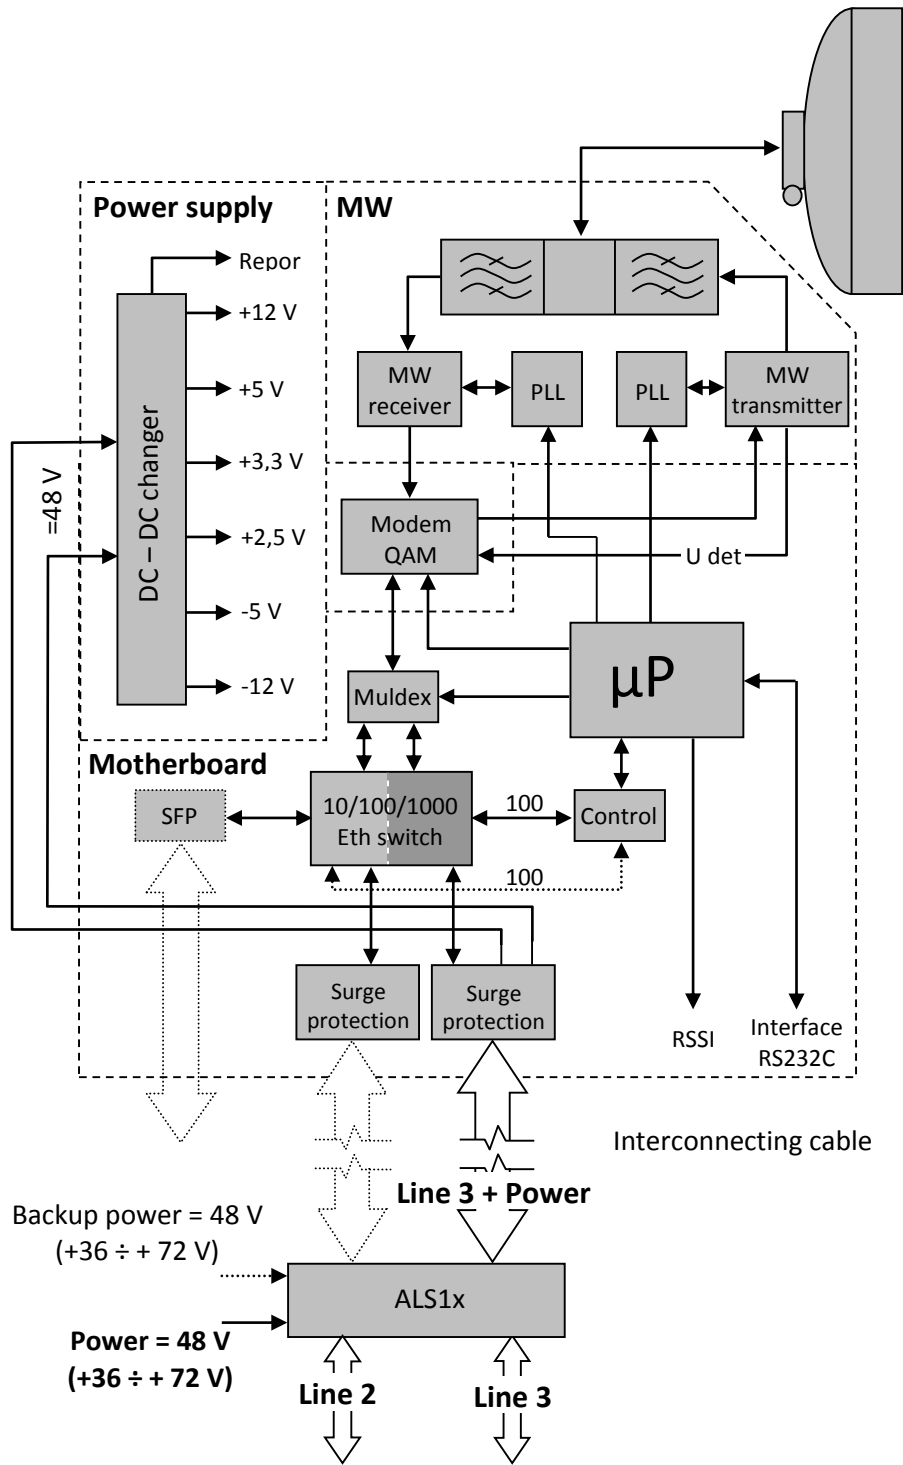 Power supply
MW
Repor
+12 V
+5 V
+3,3 V
+2,5 V
-5 V
-12 V
DC – DC changer
=48 V
MW
receiver
PLL
PLL
MW
transmitter
Modem
QAM
U det
µP
Muldex
Motherboard
SFP
10/100/1000
Eth switch
100
Control
100
Surge
protection
Surge
protection
RSSI
Interface
RS232C
Interconnecting cable
Line 3 + Power
Backup power = 48 V
(+36 ÷ + 72 V)
ALS1x
Power = 48 V
(+36 ÷ + 72 V)
Line 2
Line 3